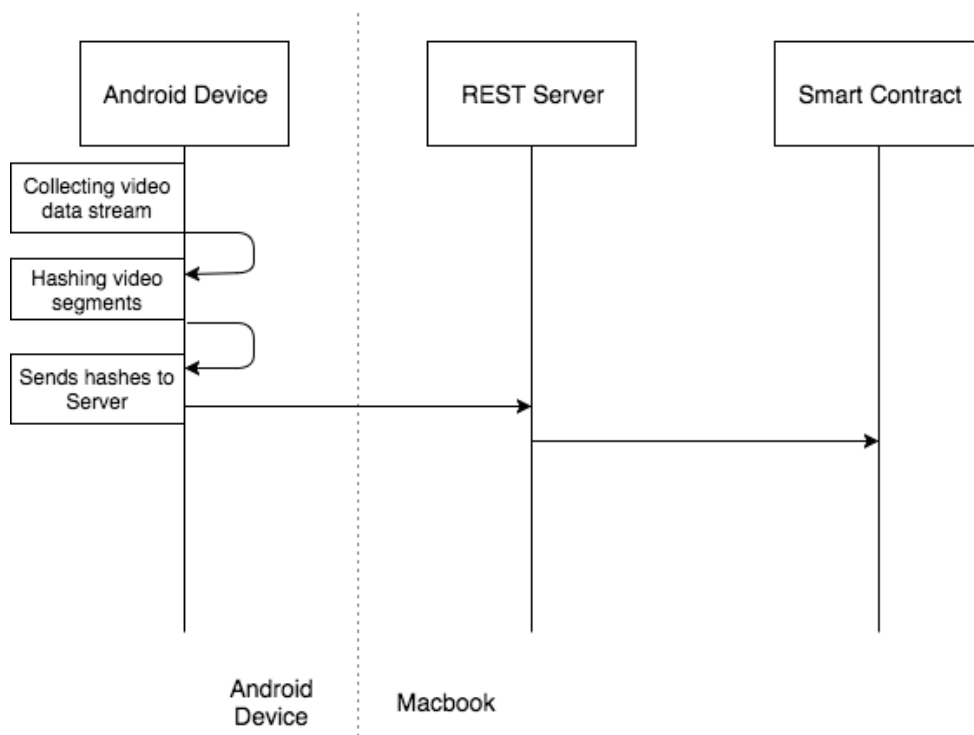 Android Device
REST Server
Smart Contract
Collecting video
data stream
Hashing video
segments
Sends hashes to
Server
Android
Device
Macbook